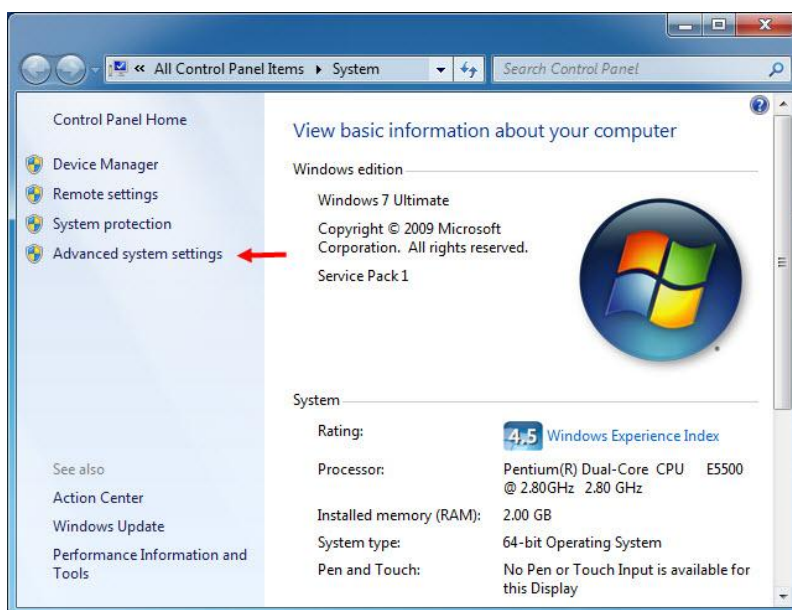 « All Control Panel Items ▸ System
Search Control Panel
Control Panel Home
Device Manager
Remote settings
System protection
Advanced system settings
See also
Action Center
Windows Update
Performance Information and
Tools
View basic information about your computer
Windows edition
Windows 7 Ultimate
Copyright © 2009 Microsoft
Corporation. All rights reserved.
Service Pack 1
System
Rating:
4,5 Windows Experience Index
Processor:
Pentium(R) Dual-Core CPU E5500
@ 2.80GHz 2.80 GHz
Installed memory (RAM):
2.00 GB
System type:
64-bit Operating System
Pen and Touch:
No Pen or Touch Input is available for
this Display